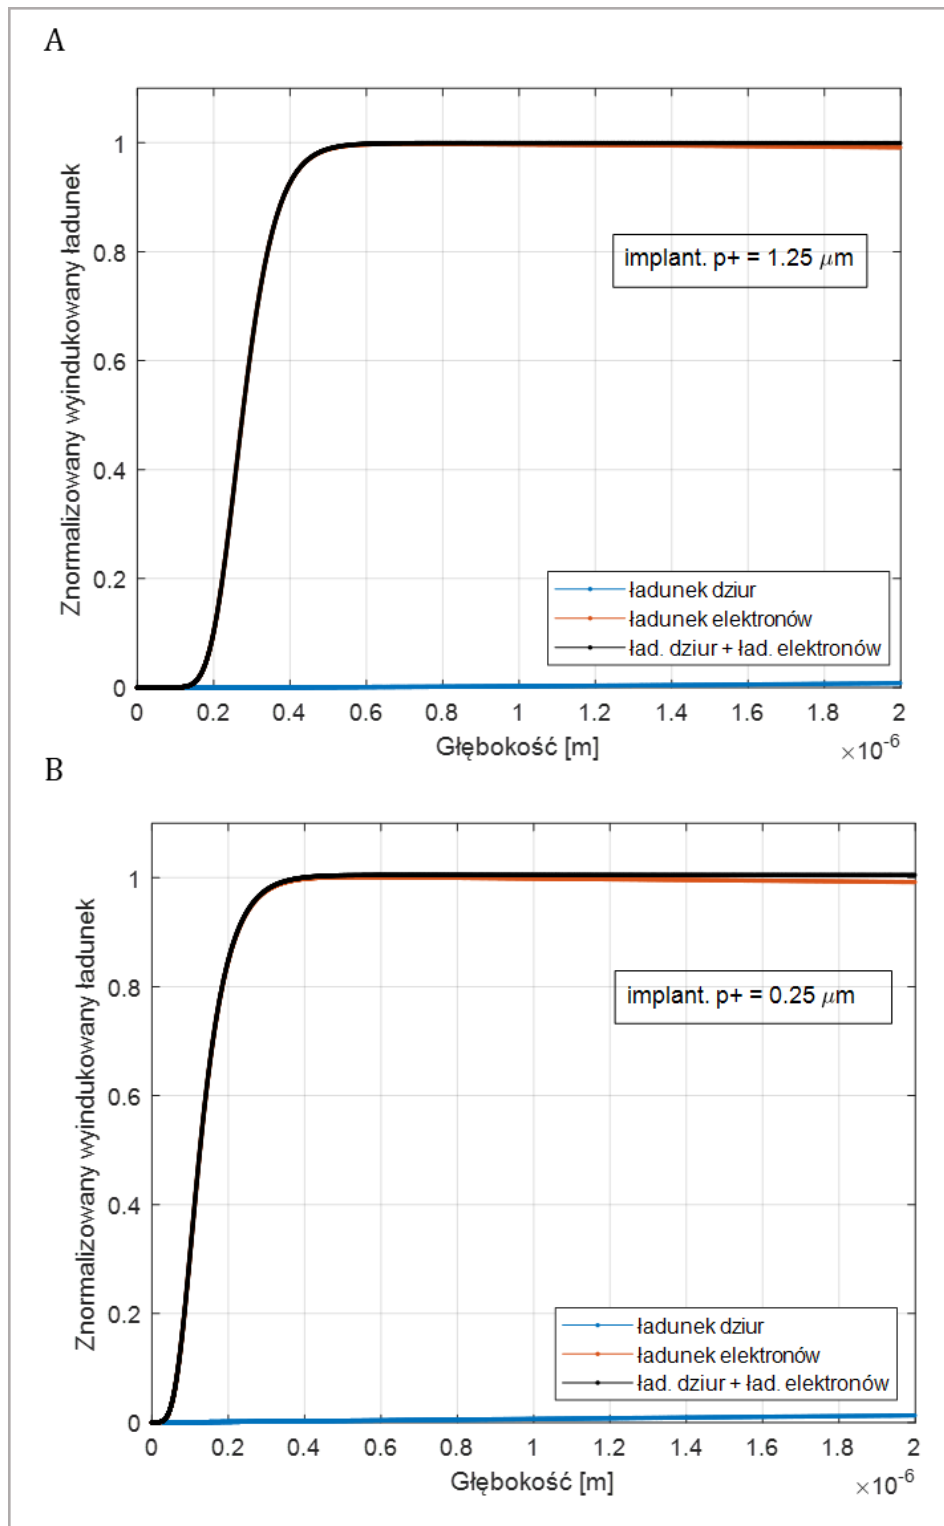 A
Znormalizowany wyindukowany ładunek
1
0.8
0.6
0.4
0.2
0
implant. p+ = 1.25 μm
ładunek dziur
ładunek elektronów
ład. dziur + ład. elektronów
0 0.2 0.4 0.6 0.8 1 1.2 1.4 1.6 1.8 2
Głębokość [m]
×10⁻⁶
B
Znormalizowany wyindukowany ładunek
1
0.8
0.6
0.4
0.2
0
implant. p+ = 0.25 μm
ładunek dziur
ładunek elektronów
ład. dziur + ład. elektronów
0 0.2 0.4 0.6 0.8 1 1.2 1.4 1.6 1.8 2
Głębokość [m]
×10⁻⁶